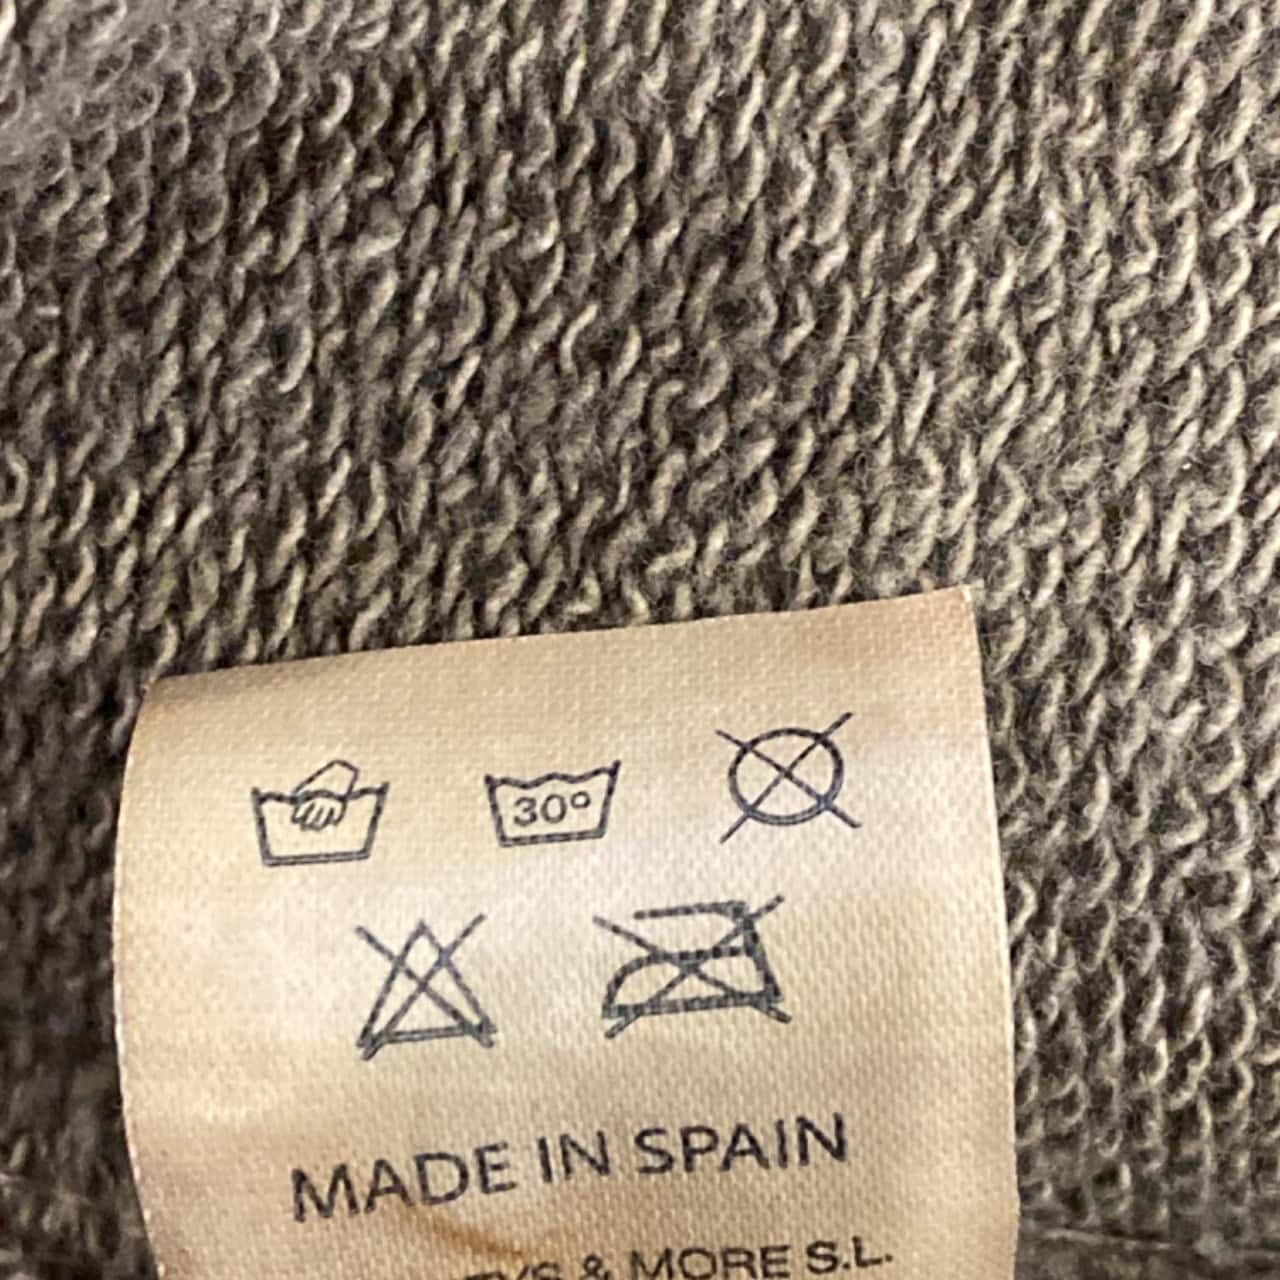 30°
MADE IN SPAIN
& MORE S.L.